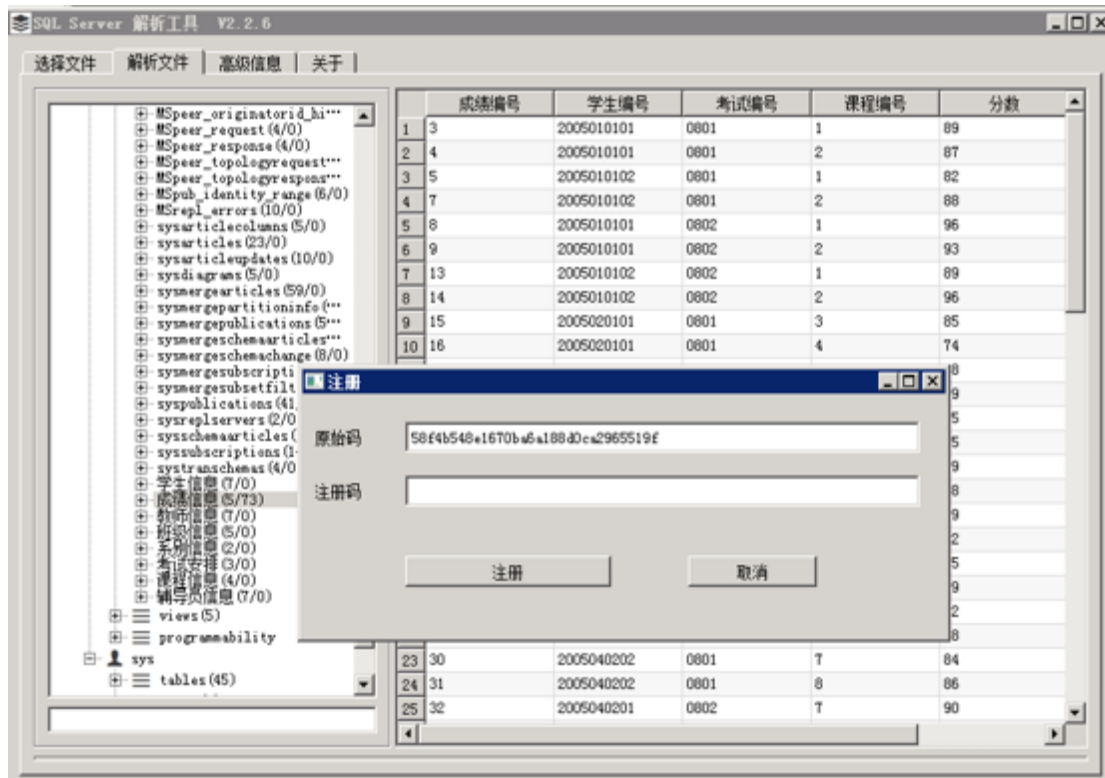 SQL Server 解析工具 V2.2.6
选择文件 解析文件 高级信息 关于
MSpeer_originatorid_hi...
MSpeer_request(4/0)
MSpeer_response(4/0)
MSpeer_topologyrequest...
MSpeer_topologyrespons...
MSpub_identity_range(6/0)
MSrepl_errors(10/0)
sysarticlecolumns(5/0)
sysarticles(23/0)
sysarticleupdates(10/0)
sysdiagrams(5/0)
sysmergearticles(59/0)
sysmergepartitioninfo(...
sysmergepublications(5...
sysmergeschemaarticles...
sysmergeschemachange(8/0)
sysmergesubscripti
sysmergesubsetfilt
syspublications(41
sysreplservers(2/0
sysschemaarticles(
syssubscriptions(1
systranschemas(4/0
学生信息(7/0)
成绩信息(5/73)
教师信息(7/0)
班级信息(5/0)
系别信息(2/0)
考试安排(3/0)
课程信息(4/0)
辅导员信息(7/0)
views(5)
programmability
sys
tables(45)
成绩编号 学生编号 考试编号 课程编号 分数
1 3 2005010101 0801 1 89
2 4 2005010101 0801 2 87
3 5 2005010102 0801 1 82
4 7 2005010102 0801 2 88
5 8 2005010101 0802 1 96
6 9 2005010101 0802 2 93
7 13 2005010102 0802 1 89
8 14 2005010102 0802 2 96
9 15 2005020101 0801 3 85
10 16 2005020101 0801 4 74
8
9
5
5
9
8
9
2
5
9
2
8
23 30 2005040202 0801 7 84
24 31 2005040202 0801 8 86
25 32 2005040201 0802 7 90
注册
原始码 58f4b548e1670ba6a188d0ca2965519f
注册码
注册 取消